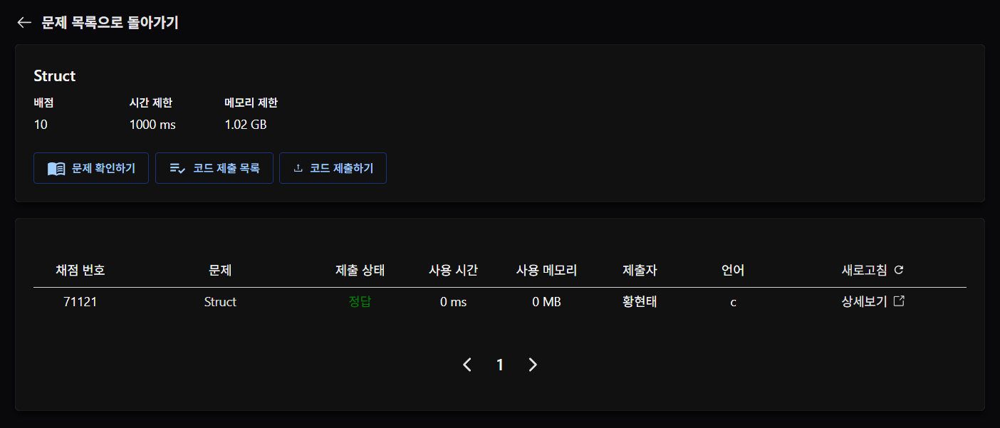 문제 목록으로 돌아가기
Struct
배점 시간 제한 메모리 제한
10 1000 ms 1.02 GB
문제 확인하기 코드 제출 목록 코드 제출하기
채점 번호 문제 제출 상태 사용 시간 사용 메모리 제출자 언어 새로고침
71121 Struct 정답 0 ms 0 MB 황현태 c 상세보기
1